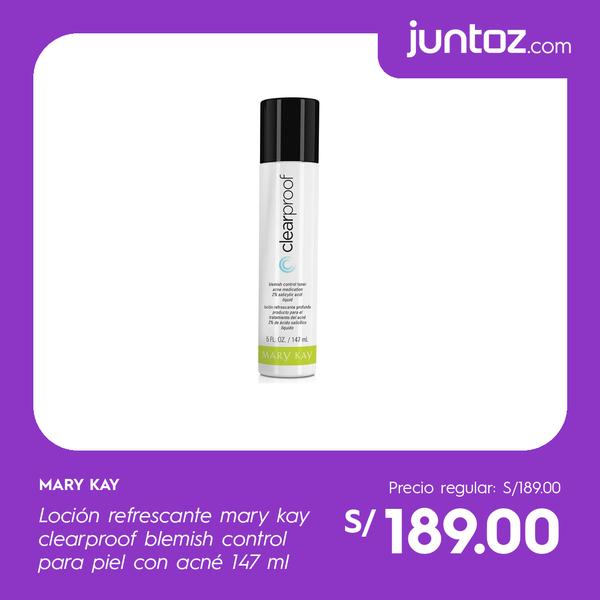 juntoz.com
clearproof
blemish control toner
acne medication
2% salicylic acid
liquid
loción refrescante profunda
producto para el
tratamiento del acné
2% de ácido salicílico
líquido
5 FL. OZ. / 147 mL
MARY KAY
MARY KAY
Loción refrescante mary kay
clearproof blemish control
para piel con acné 147 ml
Precio regular: S/189.00
S/189.00